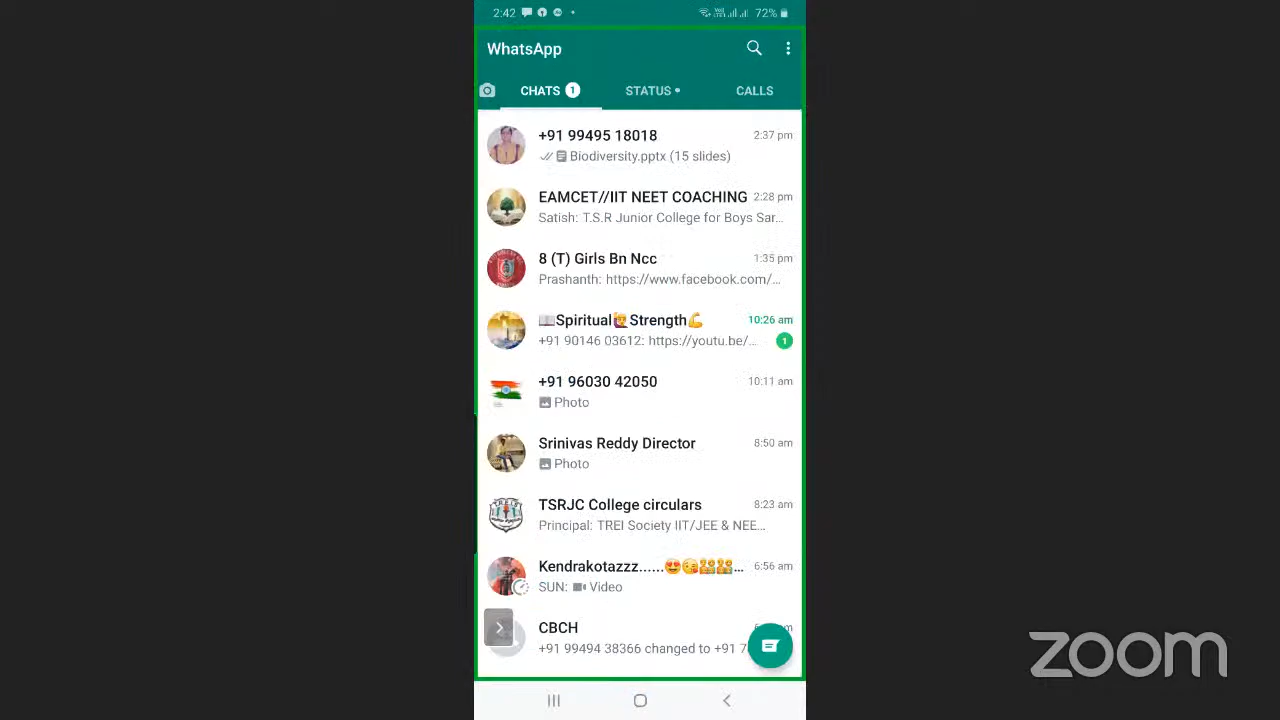 2:42
72%
WhatsApp
CHATS 1
STATUS
CALLS
+91 99495 18018 2:37 pm
Biodiversity.pptx (15 slides)
EAMCET//IIT NEET COACHING 2:28 pm
Satish: T.S.R Junior College for Boys Sar...
8 (T) Girls Bn Ncc 1:35 pm
Prashanth: https://www.facebook.com/...
📖Spiritual🙋Strength💪 10:26 am
+91 90146 03612: https://youtu.be/... 1
+91 96030 42050 10:11 am
Photo
Srinivas Reddy Director 8:50 am
Photo
TSRJC College circulars 8:23 am
Principal: TREI Society IIT/JEE & NEE...
Kendrakotazzz......😍😘👨‍👩‍👧‍👦👨‍👩‍👧‍👦... 6:56 am
SUN: Video
CBCH
+91 99494 38366 changed to +91 7
zoom